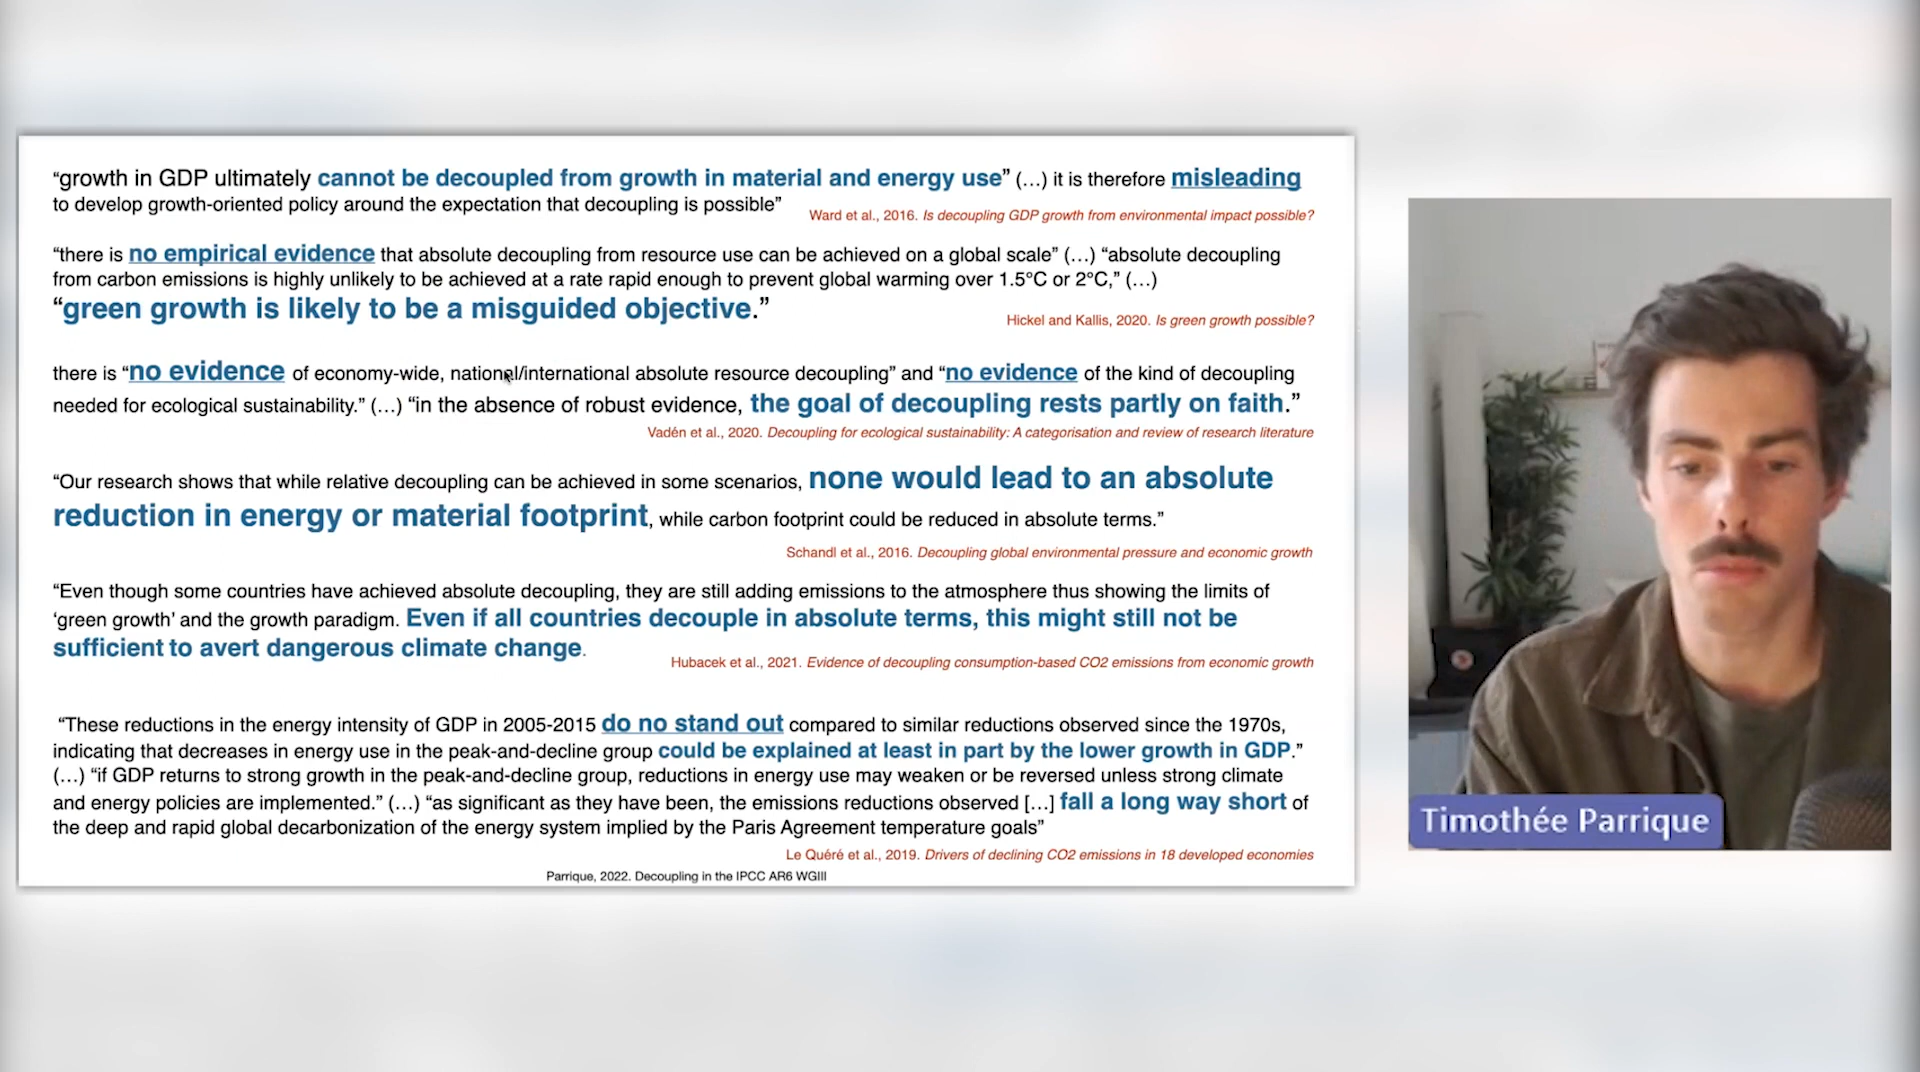 “growth in GDP ultimately cannot be decoupled from growth in material and energy use” (…) it is therefore misleading
to develop growth-oriented policy around the expectation that decoupling is possible”
Ward et al., 2016. Is decoupling GDP growth from environmental impact possible?
“there is no empirical evidence that absolute decoupling from resource use can be achieved on a global scale” (…) “absolute decoupling
from carbon emissions is highly unlikely to be achieved at a rate rapid enough to prevent global warming over 1.5°C or 2°C,” (…)
“green growth is likely to be a misguided objective.”
Hickel and Kallis, 2020. Is green growth possible?
there is “no evidence of economy-wide, national/international absolute resource decoupling” and “no evidence of the kind of decoupling
needed for ecological sustainability.” (…) “in the absence of robust evidence, the goal of decoupling rests partly on faith.”
Vadén et al., 2020. Decoupling for ecological sustainability: A categorisation and review of research literature
“Our research shows that while relative decoupling can be achieved in some scenarios, none would lead to an absolute
reduction in energy or material footprint, while carbon footprint could be reduced in absolute terms.”
Schandl et al., 2016. Decoupling global environmental pressure and economic growth
“Even though some countries have achieved absolute decoupling, they are still adding emissions to the atmosphere thus showing the limits of
‘green growth’ and the growth paradigm. Even if all countries decouple in absolute terms, this might still not be
sufficient to avert dangerous climate change.
Hubacek et al., 2021. Evidence of decoupling consumption-based CO2 emissions from economic growth
“These reductions in the energy intensity of GDP in 2005-2015 do no stand out compared to similar reductions observed since the 1970s,
indicating that decreases in energy use in the peak-and-decline group could be explained at least in part by the lower growth in GDP.”
(…) “if GDP returns to strong growth in the peak-and-decline group, reductions in energy use may weaken or be reversed unless strong climate
and energy policies are implemented.” (…) “as significant as they have been, the emissions reductions observed […] fall a long way short of
the deep and rapid global decarbonization of the energy system implied by the Paris Agreement temperature goals”
Le Quéré et al., 2019. Drivers of declining CO2 emissions in 18 developed economies
Parrique, 2022. Decoupling in the IPCC AR6 WGIII
Timothée Parrique